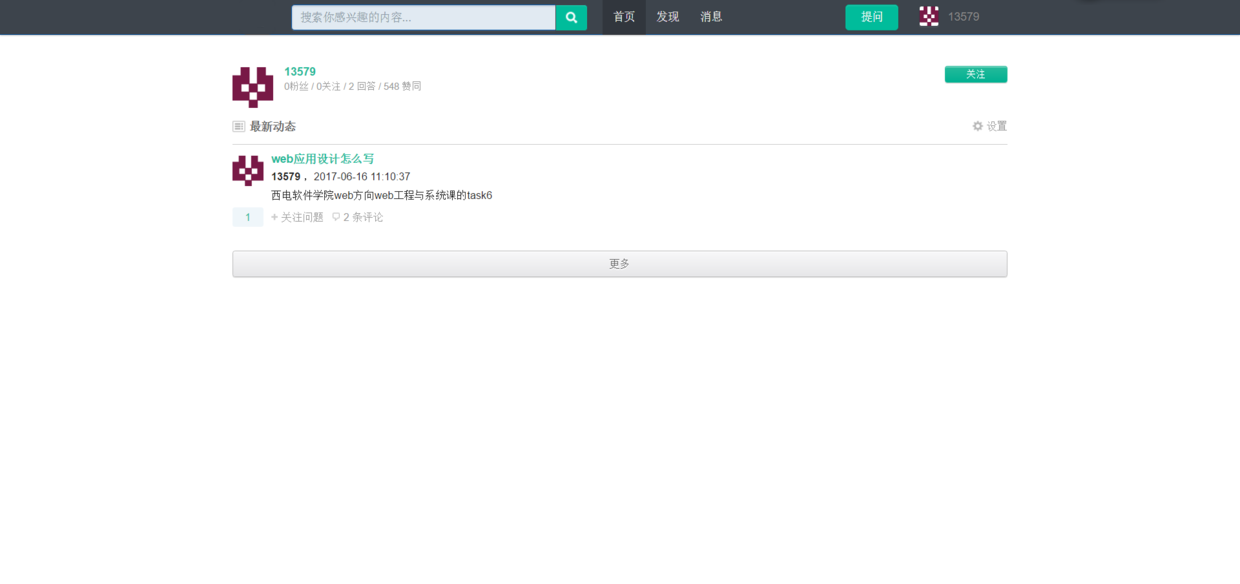 搜索你感兴趣的内容... 首页 发现 消息 提问 13579
13579 关注
0粉丝 / 0关注 / 2 回答 / 548 赞同
最新动态 设置
web应用设计怎么写
13579 , 2017-06-16 11:10:37
西电软件学院web方向web工程与系统课的task6
1 + 关注问题 2 条评论
更多